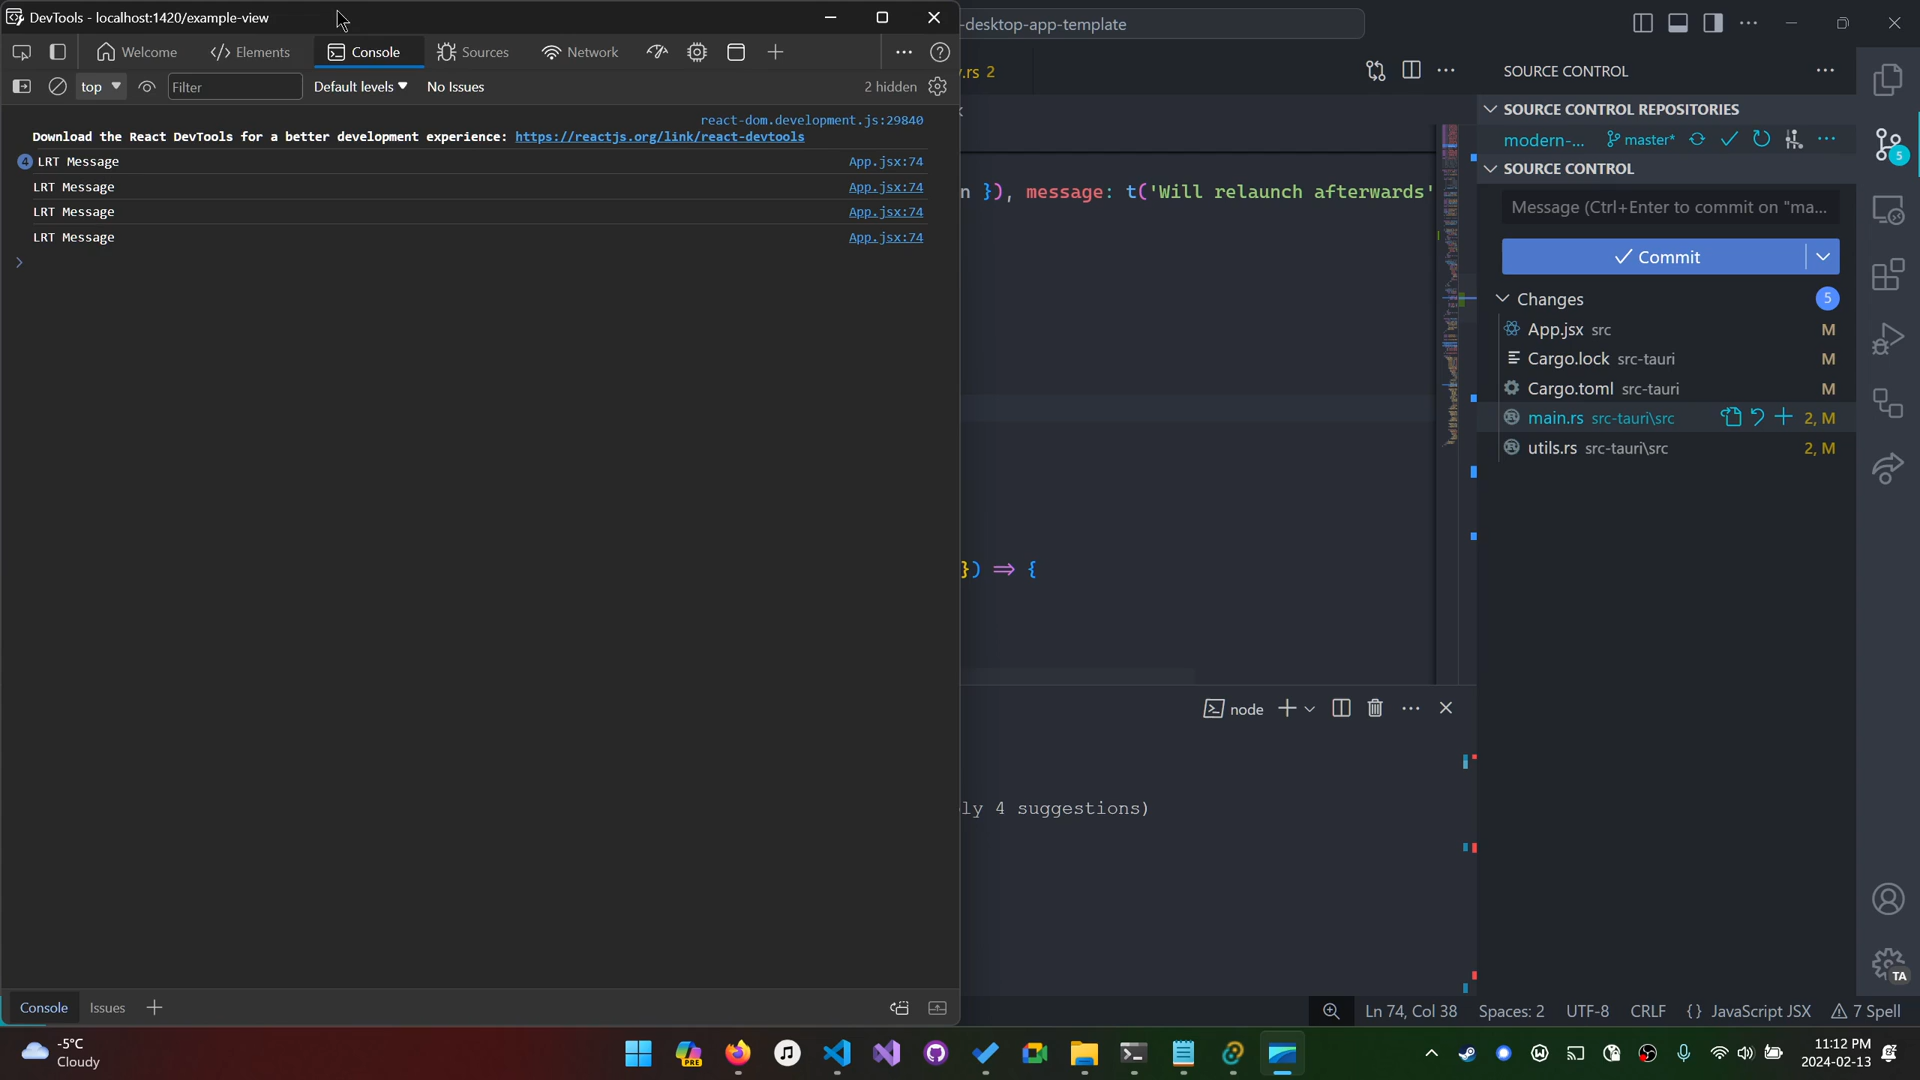 DevTools - localhost:1420/example-view
-desktop-app-template
Welcome
Elements
Console
Sources
Network
top
Filter
Default levels
No Issues
2 hidden
react-dom.development.js:29840
Download the React DevTools for a better development experience: https://reactjs.org/link/react-devtools
4 LRT Message App.jsx:74
LRT Message App.jsx:74
LRT Message App.jsx:74
LRT Message App.jsx:74
.rs 2
n }), message: t('Will relaunch afterwards'
}) => {
node
ly 4 suggestions)
SOURCE CONTROL
SOURCE CONTROL REPOSITORIES
modern-... master*
SOURCE CONTROL
Message (Ctrl+Enter to commit on "ma...
Commit
Changes 5
App.jsx src M
Cargo.lock src-tauri M
Cargo.toml src-tauri M
main.rs src-tauri\src 2, M
utils.rs src-tauri\src 2, M
5
TA
Console
Issues
Ln 74, Col 38
Spaces: 2
UTF-8
CRLF
{} JavaScript JSX
7 Spell
-5°C
Cloudy
PRE
11:12 PM
2024-02-13